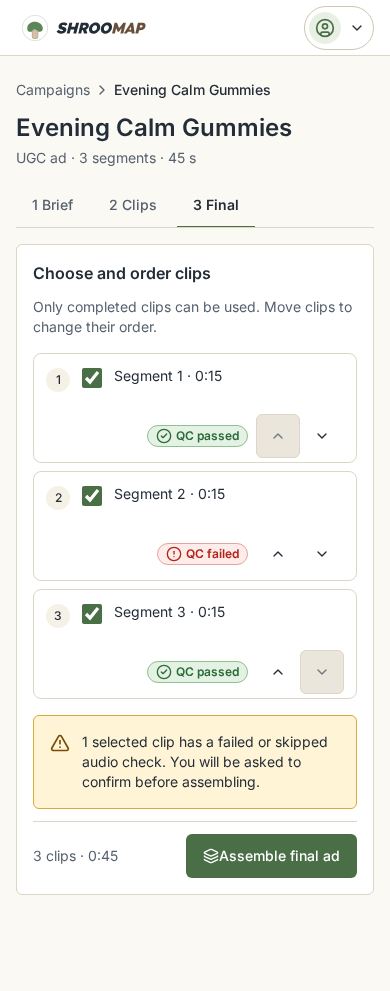 SHROOMAP
Campaigns > Evening Calm Gummies
Evening Calm Gummies
UGC ad · 3 segments · 45 s
1 Brief 2 Clips 3 Final
Choose and order clips
Only completed clips can be used. Move clips to
change their order.
1 Segment 1 · 0:15
QC passed
2 Segment 2 · 0:15
QC failed
3 Segment 3 · 0:15
QC passed
1 selected clip has a failed or skipped
audio check. You will be asked to
confirm before assembling.
3 clips · 0:45 Assemble final ad